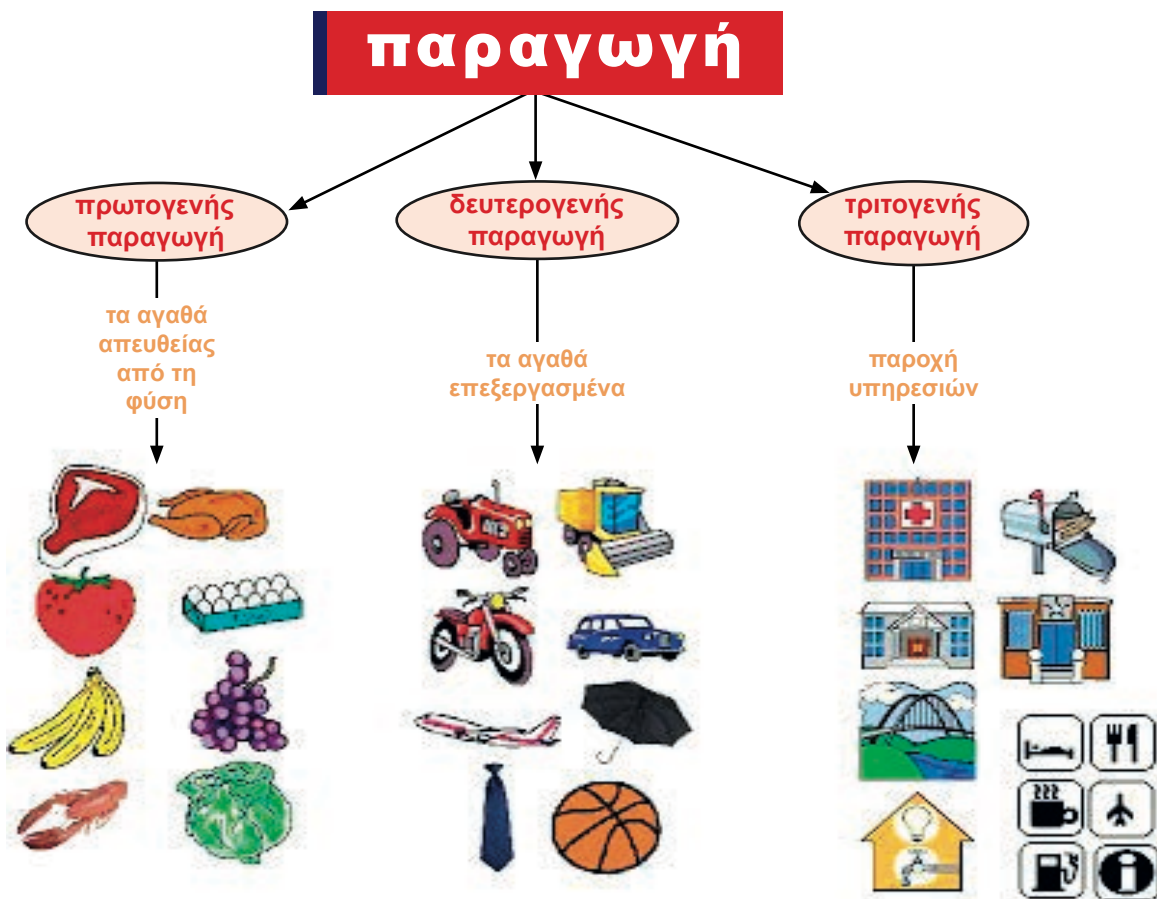 παραγωγή
πρωτογενής
παραγωγή
τα αγαθά
απευθείας
από τη
φύση
δευτερογενής
παραγωγή
τα αγαθά
επεξεργασμένα
τριτογενής
παραγωγή
παροχή
υπηρεσιών